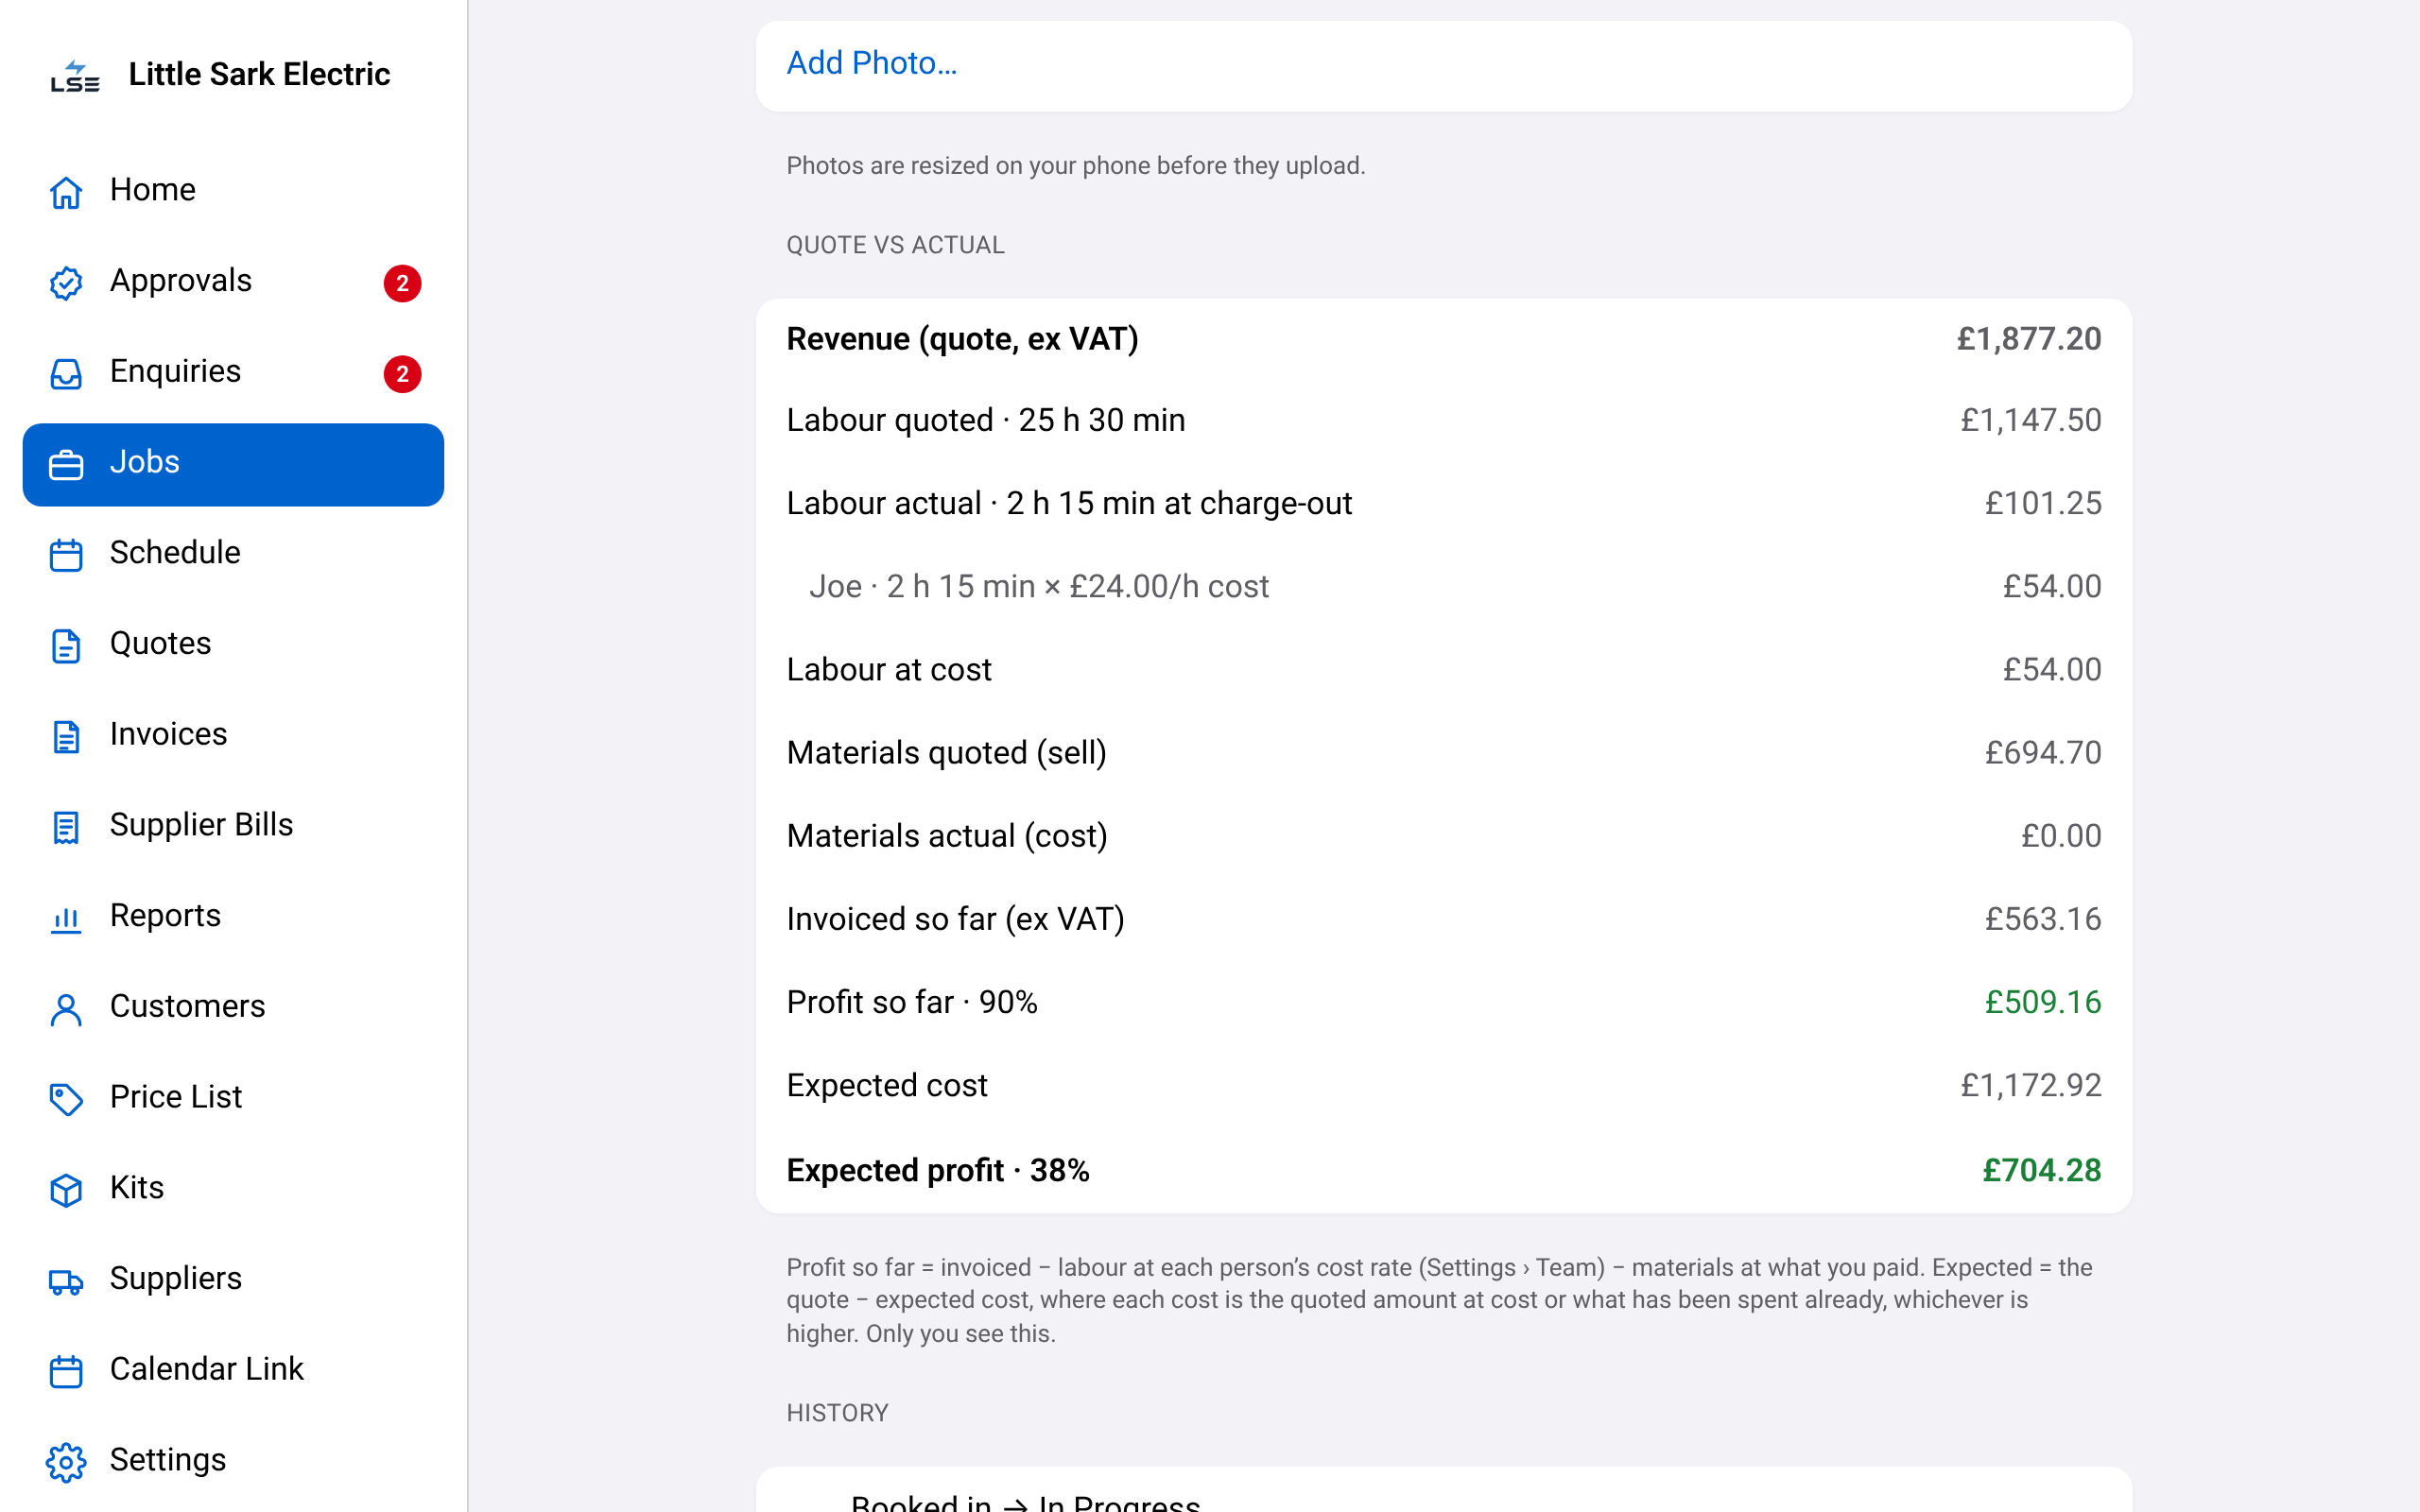 LSE Little Sark Electric
Home
Approvals 2
Enquiries 2
Jobs
Schedule
Quotes
Invoices
Supplier Bills
Reports
Customers
Price List
Kits
Suppliers
Calendar Link
Settings
Add Photo…
Photos are resized on your phone before they upload.
QUOTE VS ACTUAL
Revenue (quote, ex VAT) £1,877.20
Labour quoted · 25 h 30 min £1,147.50
Labour actual · 2 h 15 min at charge-out £101.25
Joe · 2 h 15 min × £24.00/h cost £54.00
Labour at cost £54.00
Materials quoted (sell) £694.70
Materials actual (cost) £0.00
Invoiced so far (ex VAT) £563.16
Profit so far · 90% £509.16
Expected cost £1,172.92
Expected profit · 38% £704.28
Profit so far = invoiced − labour at each person’s cost rate (Settings › Team) − materials at what you paid. Expected = the
quote − expected cost, where each cost is the quoted amount at cost or what has been spent already, whichever is
higher. Only you see this.
HISTORY
Booked in → In Progress